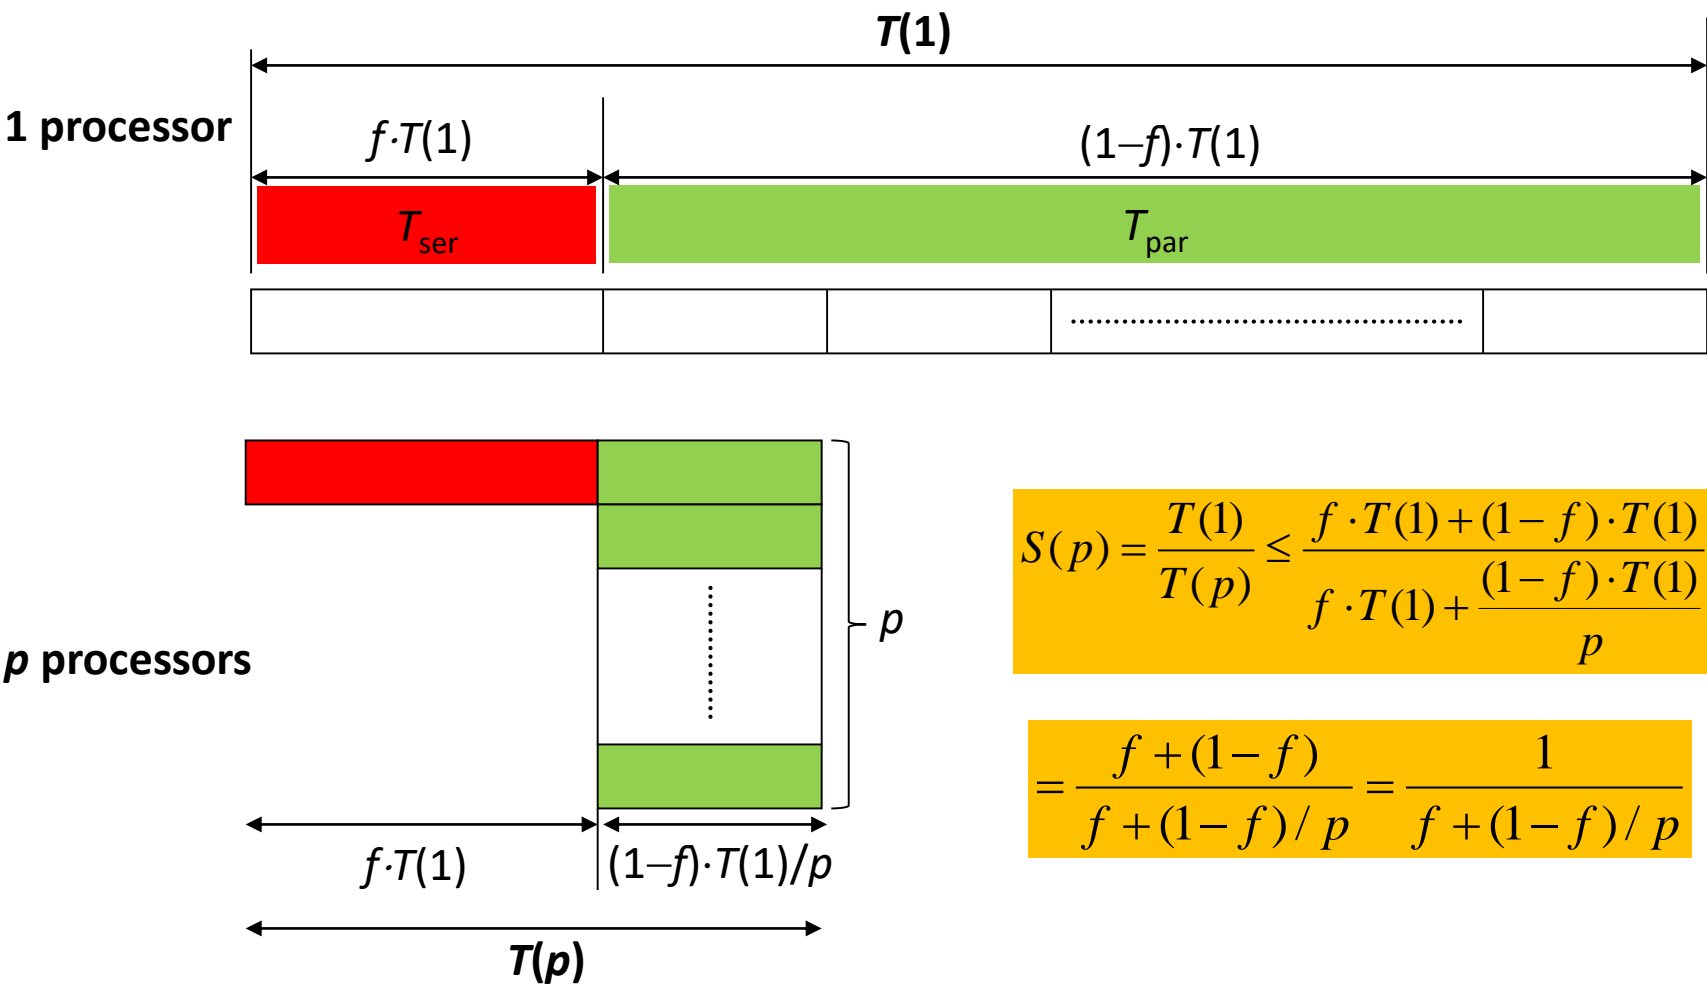 T(1)
1 processor
f·T(1)
(1–f)·T(1)
T_ser
T_par
p
p processors
S(p) = T(1) / T(p) ≤ (f · T(1) + (1 − f) · T(1)) / (f · T(1) + ((1 − f) · T(1)) / p)
= (f + (1 − f)) / (f + (1 − f) / p) = 1 / (f + (1 − f) / p)
f·T(1)
(1–f)·T(1)/p
T(p)